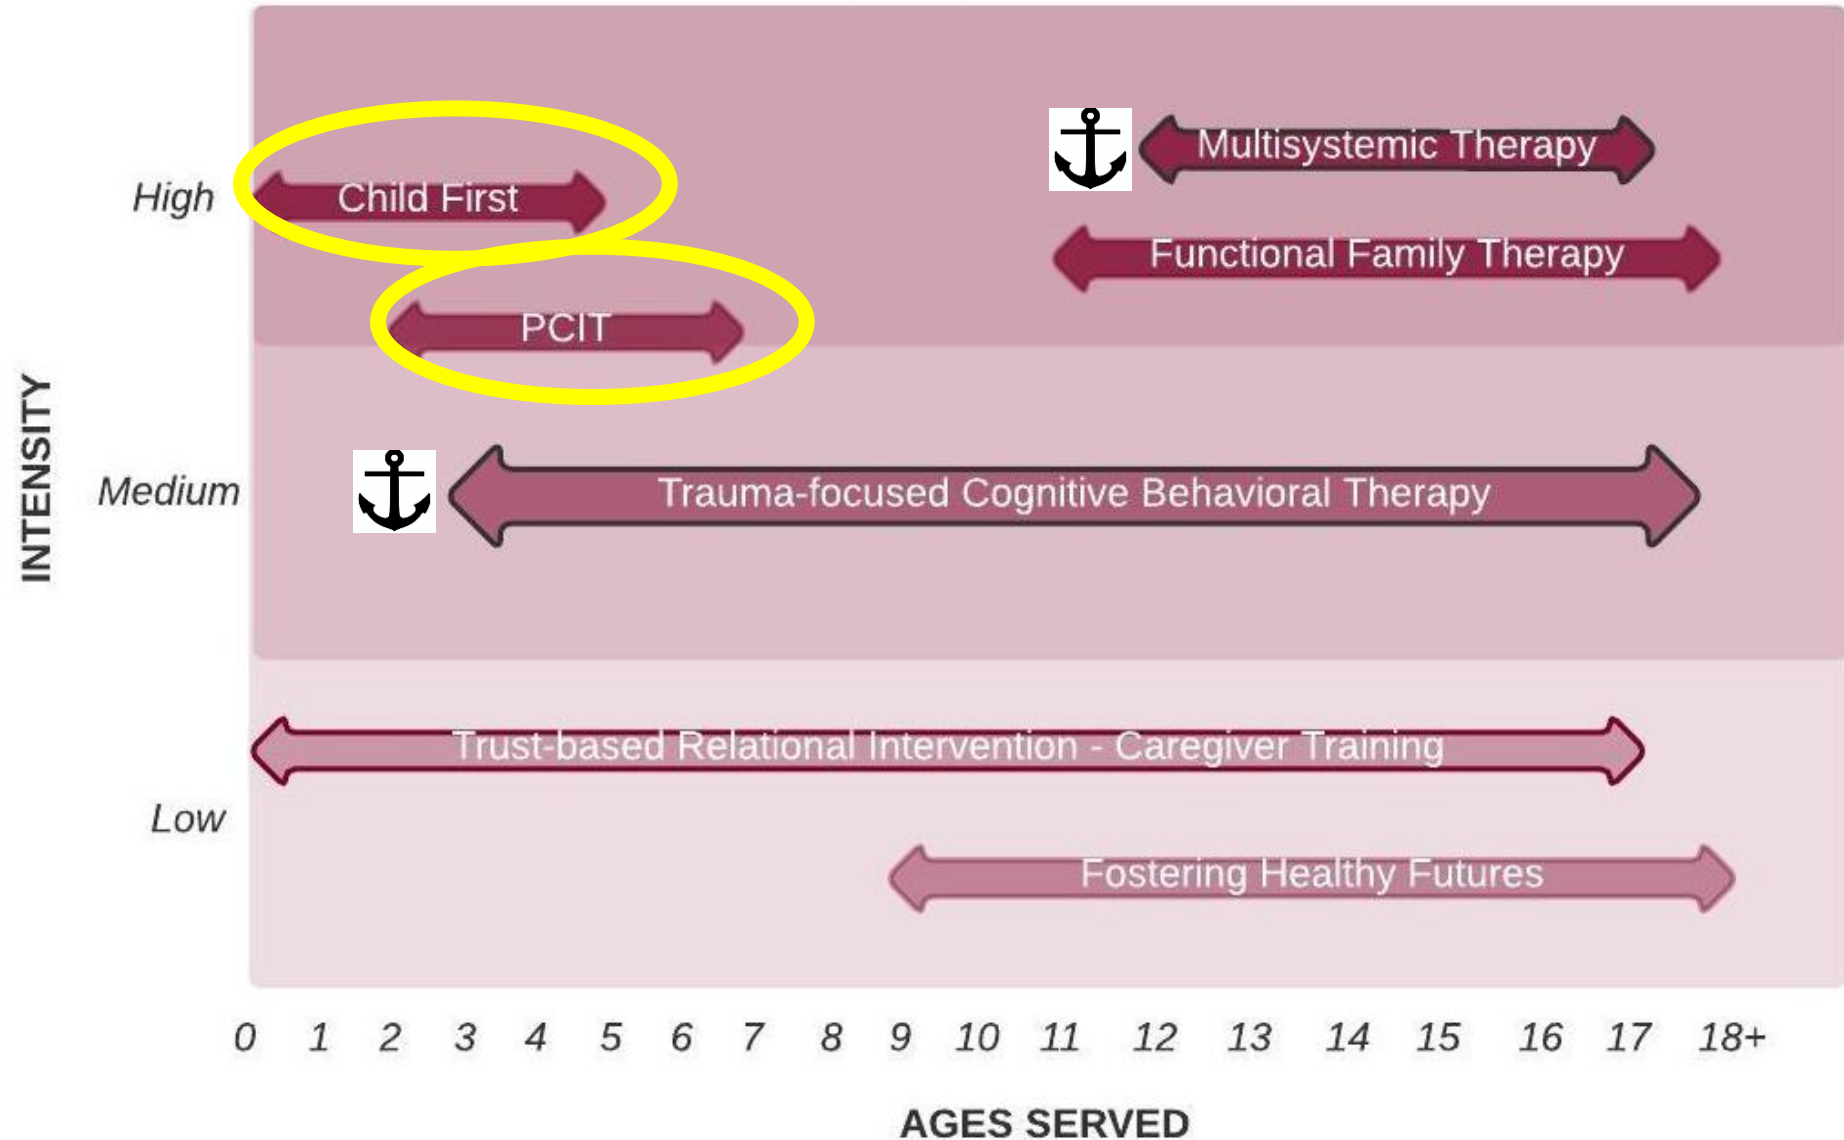 Multisystemic Therapy
High
Child First
Functional Family Therapy
PCIT
INTENSITY
Medium
Trauma-focused Cognitive Behavioral Therapy
Trust-based Relational Intervention - Caregiver Training
Low
Fostering Healthy Futures
0 1 2 3 4 5 6 7 8 9 10 11 12 13 14 15 16 17 18+
AGES SERVED